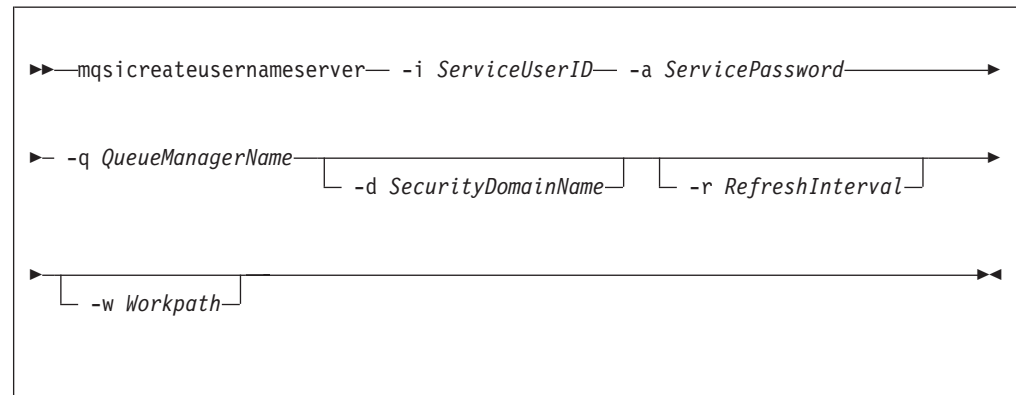 mqsicreateusernameserver -i ServiceUserID -a ServicePassword
-q QueueManagerName
-d SecurityDomainName -r RefreshInterval
-w Workpath